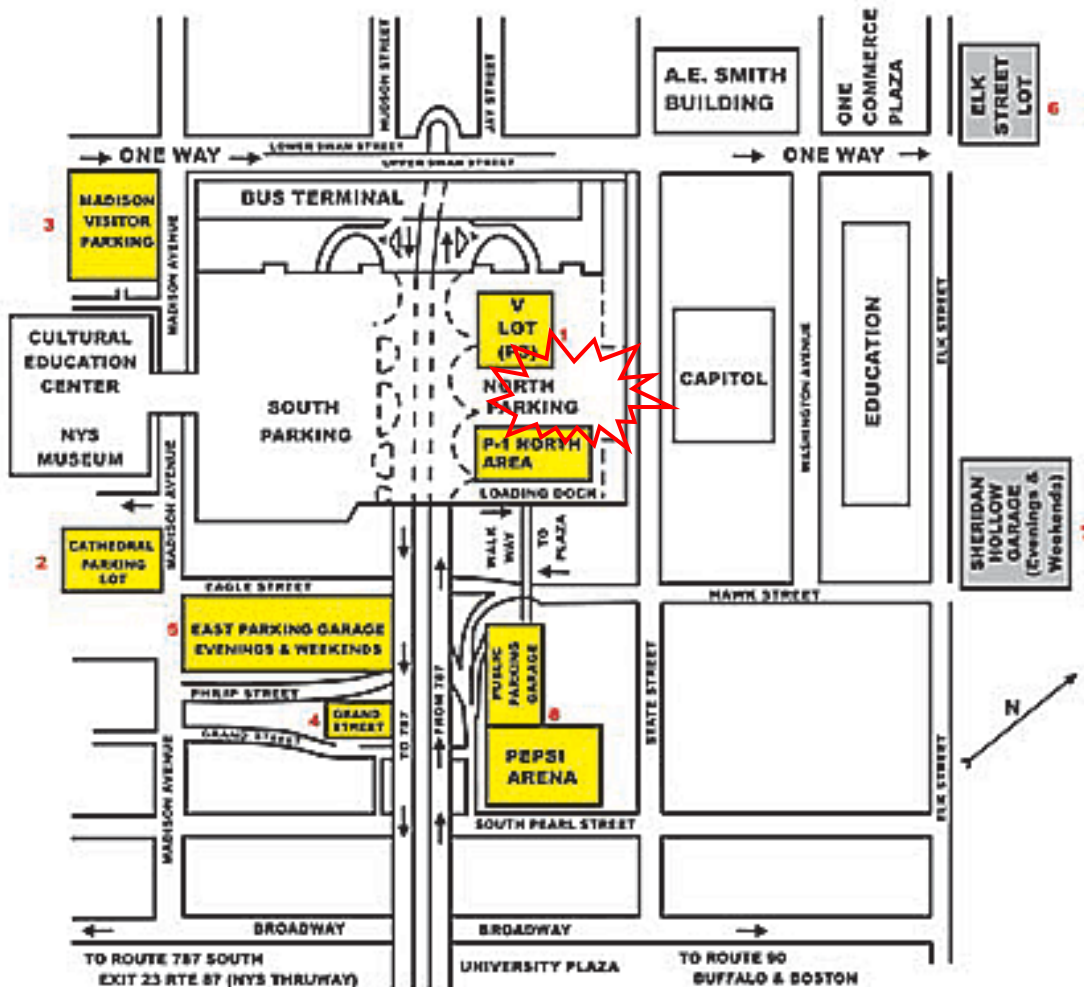 HUDSON STREET
JAY STREET
A.E. SMITH
BUILDING
ONE
COMMERCE
PLAZA
ELK
STREET
LOT
6
LOWER SWAN STREET
UPPER SWAN STREET
ONE WAY
ONE WAY
3
MADISON
VISITOR
PARKING
MADISON AVENUE
BUS TERMINAL
V
LOT
(P3)
1
NORTH
PARKING
P-1 NORTH
AREA
LOADING DOCK
SOUTH
PARKING
CULTURAL
EDUCATION
CENTER
NYS
MUSEUM
CAPITOL
WASHINGTON AVENUE
EDUCATION
ELK STREET
MADISON AVENUE
2
CATHEDRAL
PARKING
LOT
WALK
WAY
TO
PLAZA
SHERIDAN
HOLLOW
GARAGE
(Evenings &
Weekends)
EAGLE STREET
HAWK STREET
5
EAST PARKING GARAGE
EVENINGS & WEEKENDS
PHILIP STREET
4
GRAND
STREET
GRAND STREET
TO 787
FROM 787
PUBLIC
PARKING
GARAGE
8
PEPSI
ARENA
STATE STREET
N
MADISON AVENUE
ELK STREET
SOUTH PEARL STREET
BROADWAY
BROADWAY
TO ROUTE 787 SOUTH
EXIT 23 RTE 87 (NYS THRUWAY)
UNIVERSITY PLAZA
TO ROUTE 90
BUFFALO & BOSTON